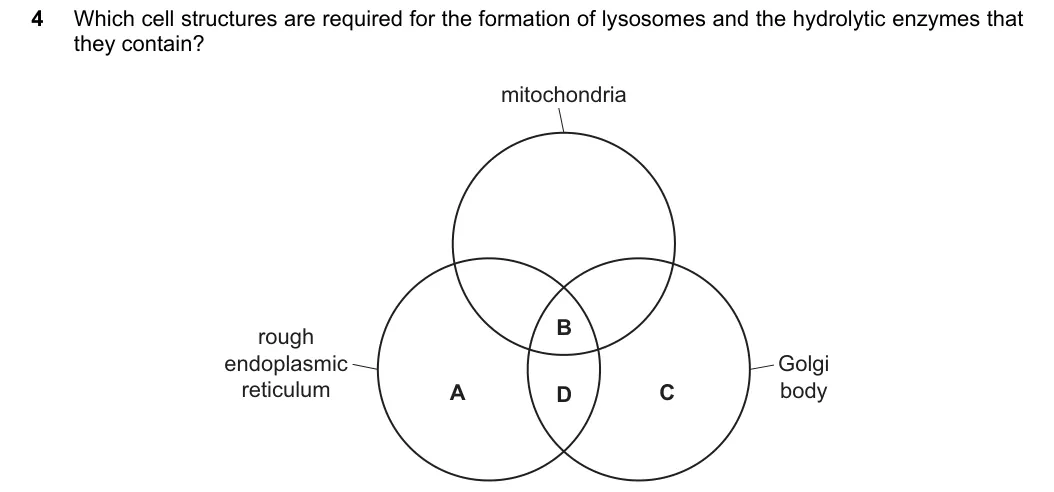 4 Which cell structures are required for the formation of lysosomes and the hydrolytic enzymes that
they contain?
mitochondria
B
rough
endoplasmic
reticulum
Golgi
body
A
D
C